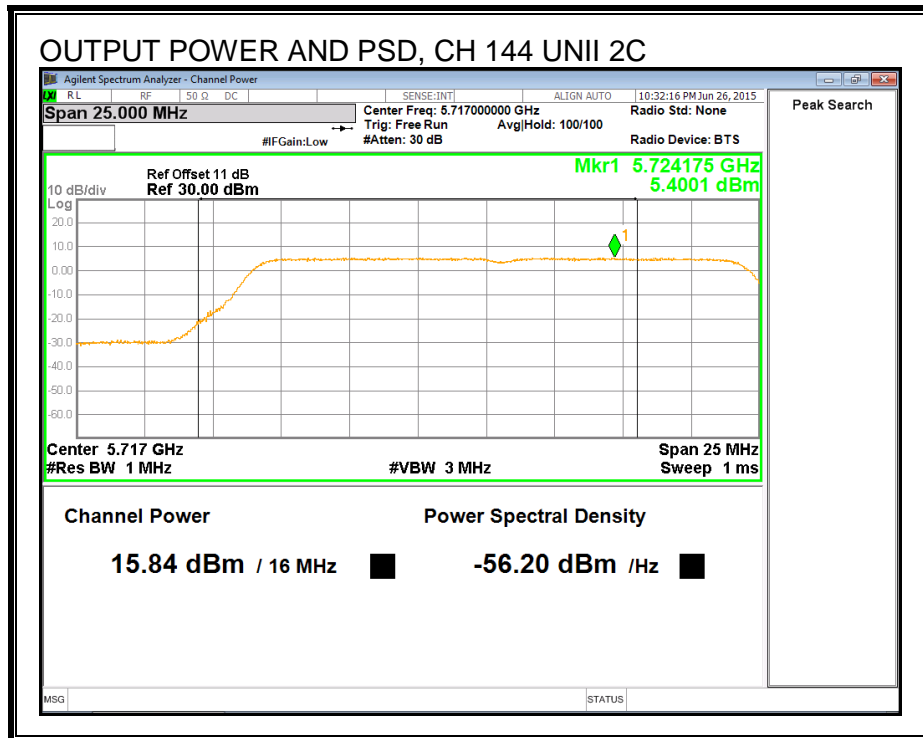 OUTPUT POWER AND PSD, CH 144 UNII 2C
Agilent Spectrum Analyzer - Channel Power
LXI RL RF 50 Ω DC SENSE:INT ALIGN AUTO 10:32:16 PM Jun 26, 2015
Span 25.000 MHz
Center Freq: 5.717000000 GHz
Radio Std: None
Trig: Free Run Avg|Hold: 100/100
#IFGain:Low #Atten: 30 dB Radio Device: BTS
Peak Search
Mkr1 5.724175 GHz
5.4001 dBm
Ref Offset 11 dB
10 dB/div Ref 30.00 dBm
Log
20.0
10.0
0.00
-10.0
-20.0
-30.0
-40.0
-50.0
-60.0
1
Center 5.717 GHz Span 25 MHz
#Res BW 1 MHz #VBW 3 MHz Sweep 1 ms
Channel Power Power Spectral Density
15.84 dBm / 16 MHz -56.20 dBm /Hz
MSG STATUS